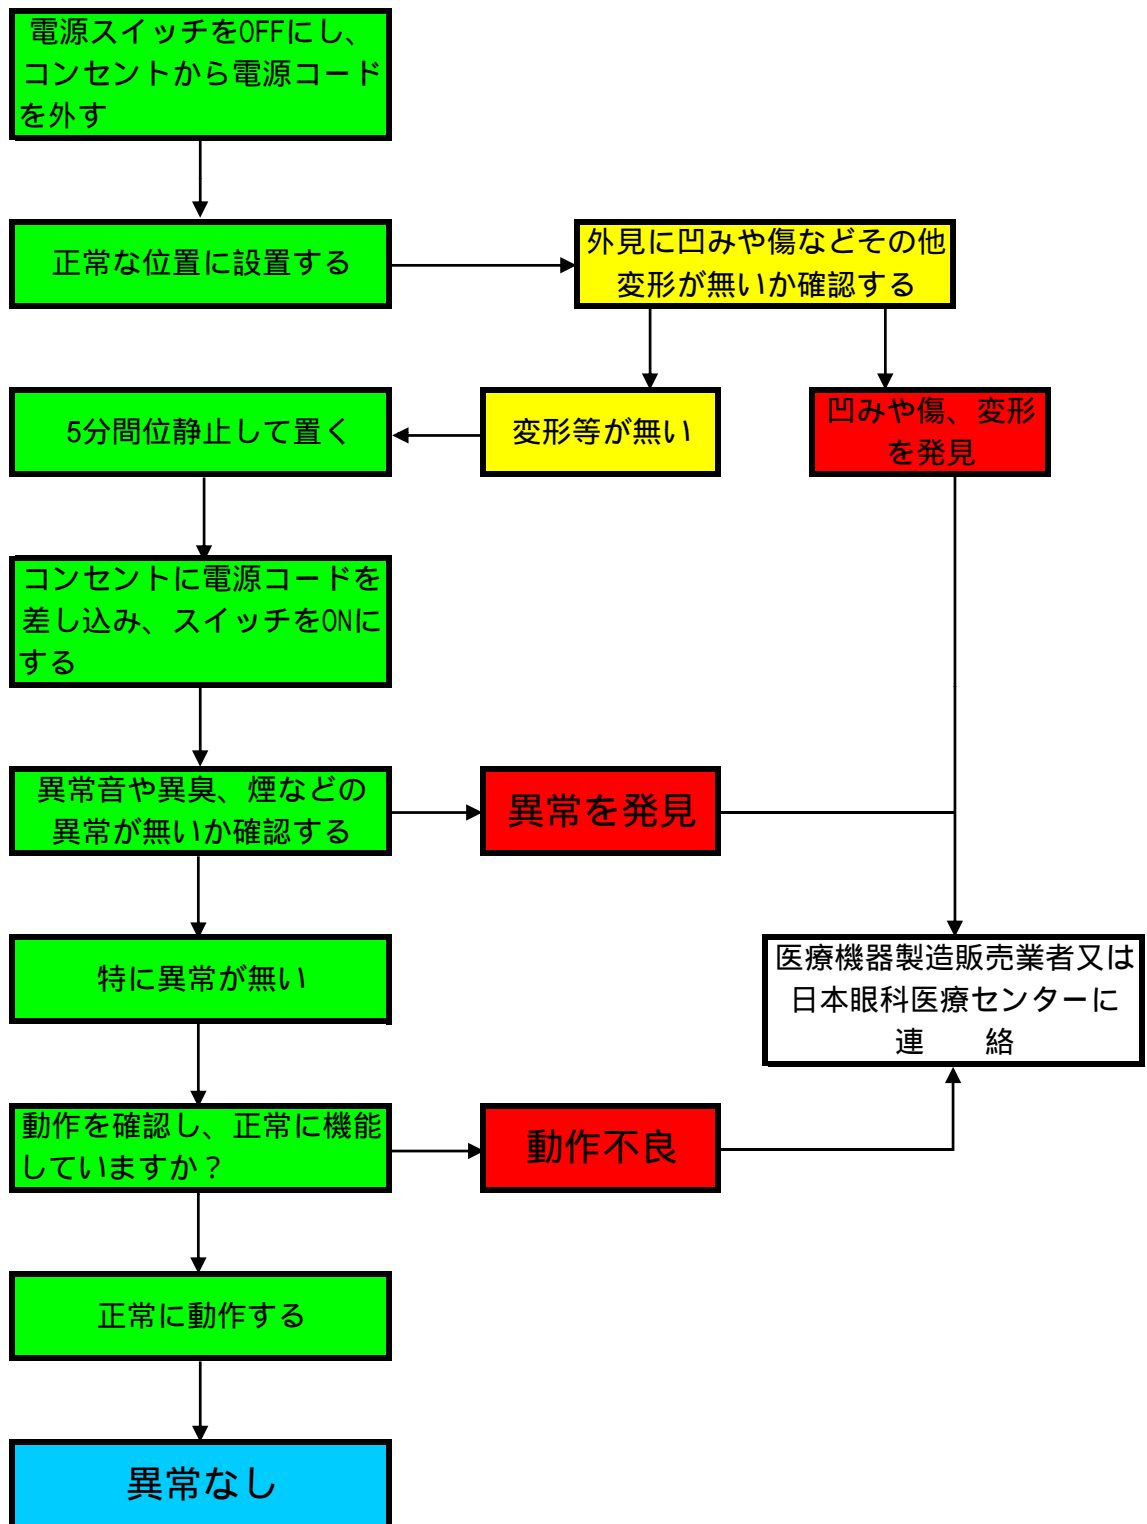 電源スイッチをOFFにし、
コンセントから電源コード
を外す
正常な位置に設置する
外見に凹みや傷などその他
変形が無いか確認する
5分間位静止して置く
変形等が無い
凹みや傷、変形
を発見
コンセントに電源コードを
差し込み、スイッチをONに
する
異常音や異臭、煙などの
異常が無いか確認する
異常を発見
特に異常が無い
医療機器製造販売業者又は
日本眼科医療センターに
連　　絡
動作を確認し、正常に機能
していますか？
動作不良
正常に動作する
異常なし